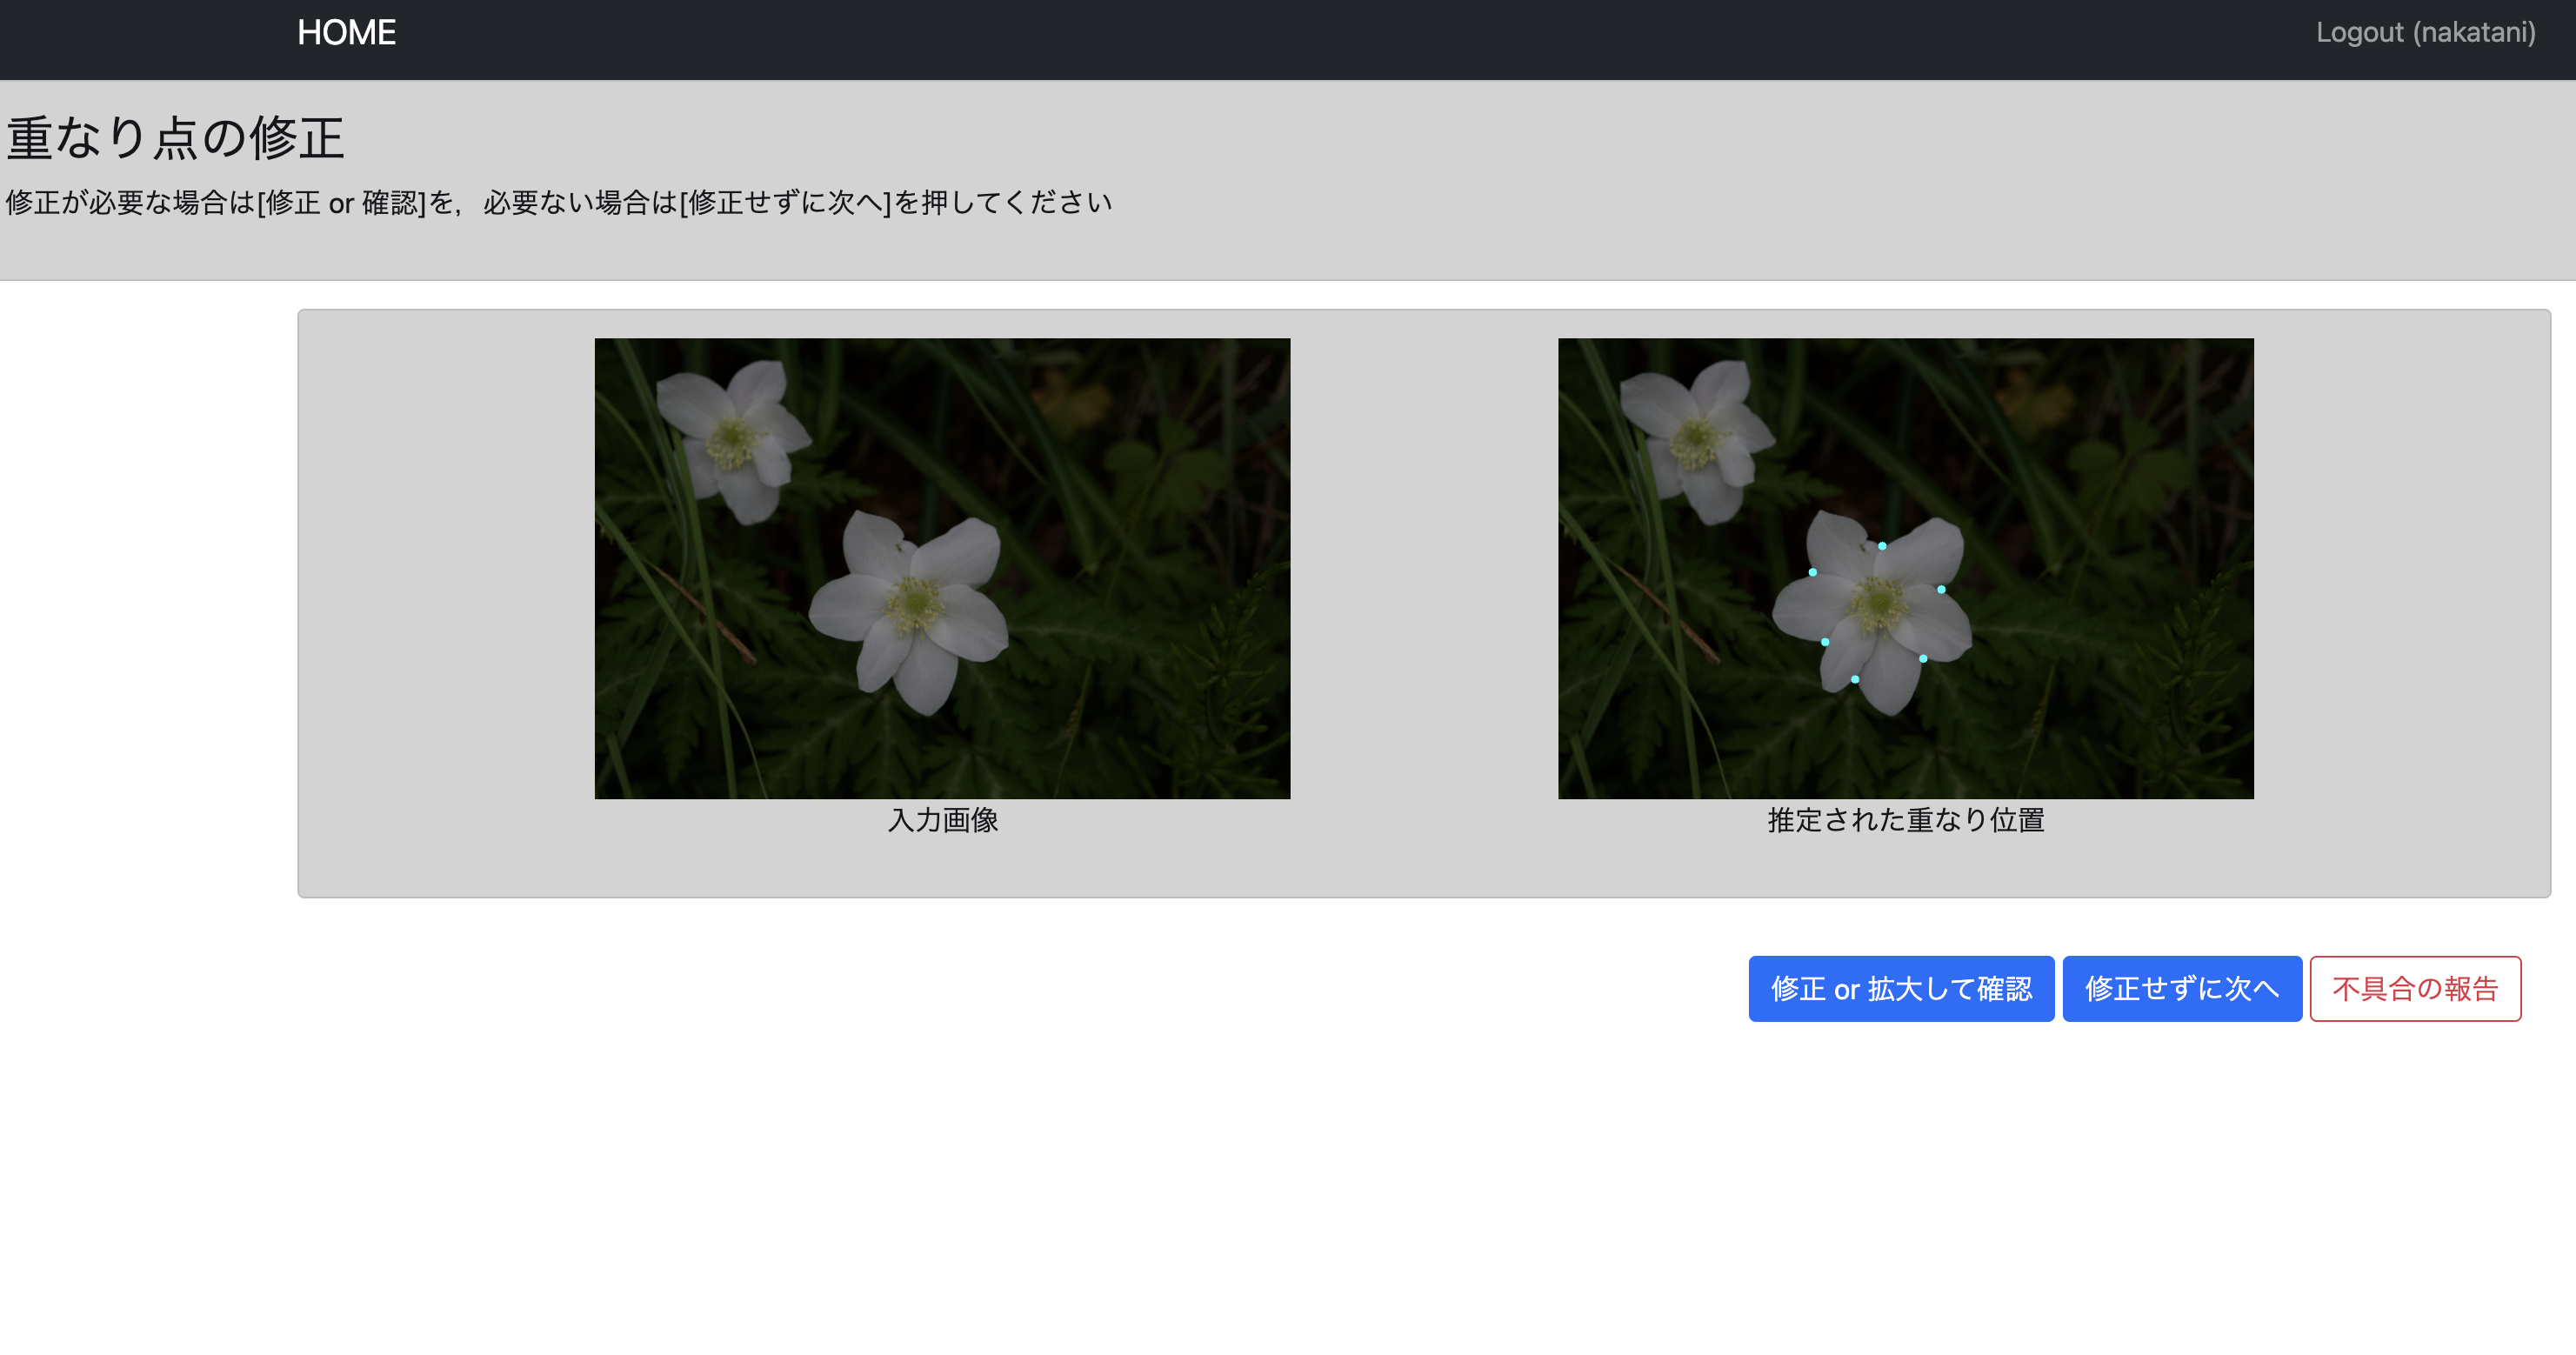 HOME
Logout (nakatani)
重なり点の修正
修正が必要な場合は[修正 or 確認]を，必要ない場合は[修正せずに次へ]を押してください
入力画像
推定された重なり位置
修正 or 拡大して確認
修正せずに次へ
不具合の報告